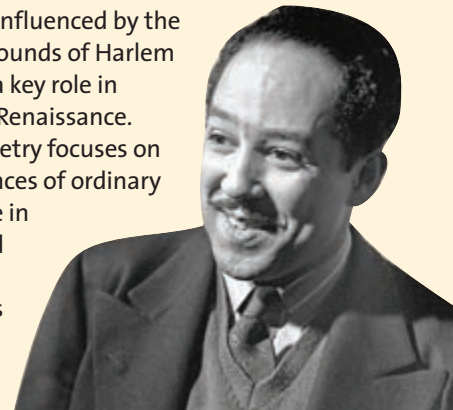 nfluenced by the
ounds of Harlem
a key role in
Renaissance.
etry focuses on
nces of ordinary
e in
l
s